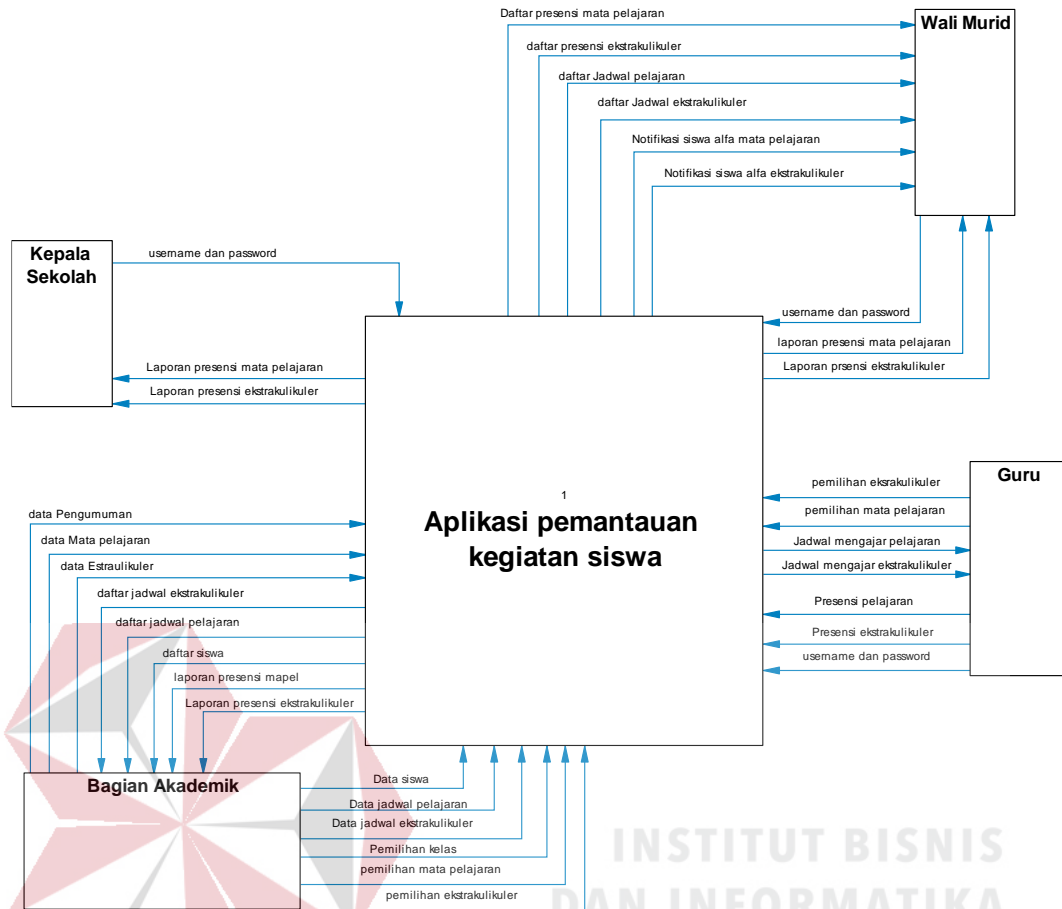 Daftar presensi mata pelajaran
Wali Murid
daftar presensi ekstrakulikuler
daftar Jadwal pelajaran
daftar Jadwal ekstrakulikuler
Notifikasi siswa alfa mata pelajaran
Notifikasi siswa alfa ekstrakulikuler
Kepala
Sekolah
username dan password
username dan password
laporan presensi mata pelajaran
Laporan prsensi ekstrakulikuler
Laporan presensi mata pelajaran
Laporan presensi ekstrakulikuler
1
Aplikasi pemantauan
kegiatan siswa
Guru
pemilihan eksrakulikuler
pemilihan mata pelajaran
Jadwal mengajar pelajaran
Jadwal mengajar ekstrakulikuler
Presensi pelajaran
Presensi ekstrakulikuler
username dan password
data Pengumuman
data Mata pelajaran
data Estraulikuler
daftar jadwal ekstrakulikuler
daftar jadwal pelajaran
daftar siswa
laporan presensi mapel
Laporan presensi ekstrakulikuler
Bagian Akademik
Data siswa
Data jadwal pelajaran
Data jadwal ekstrakulikuler
Pemilihan kelas
pemilihan mata pelajaran
pemilihan ekstrakulikuler
INSTITUT BISNIS
DAN INFORMATIKA